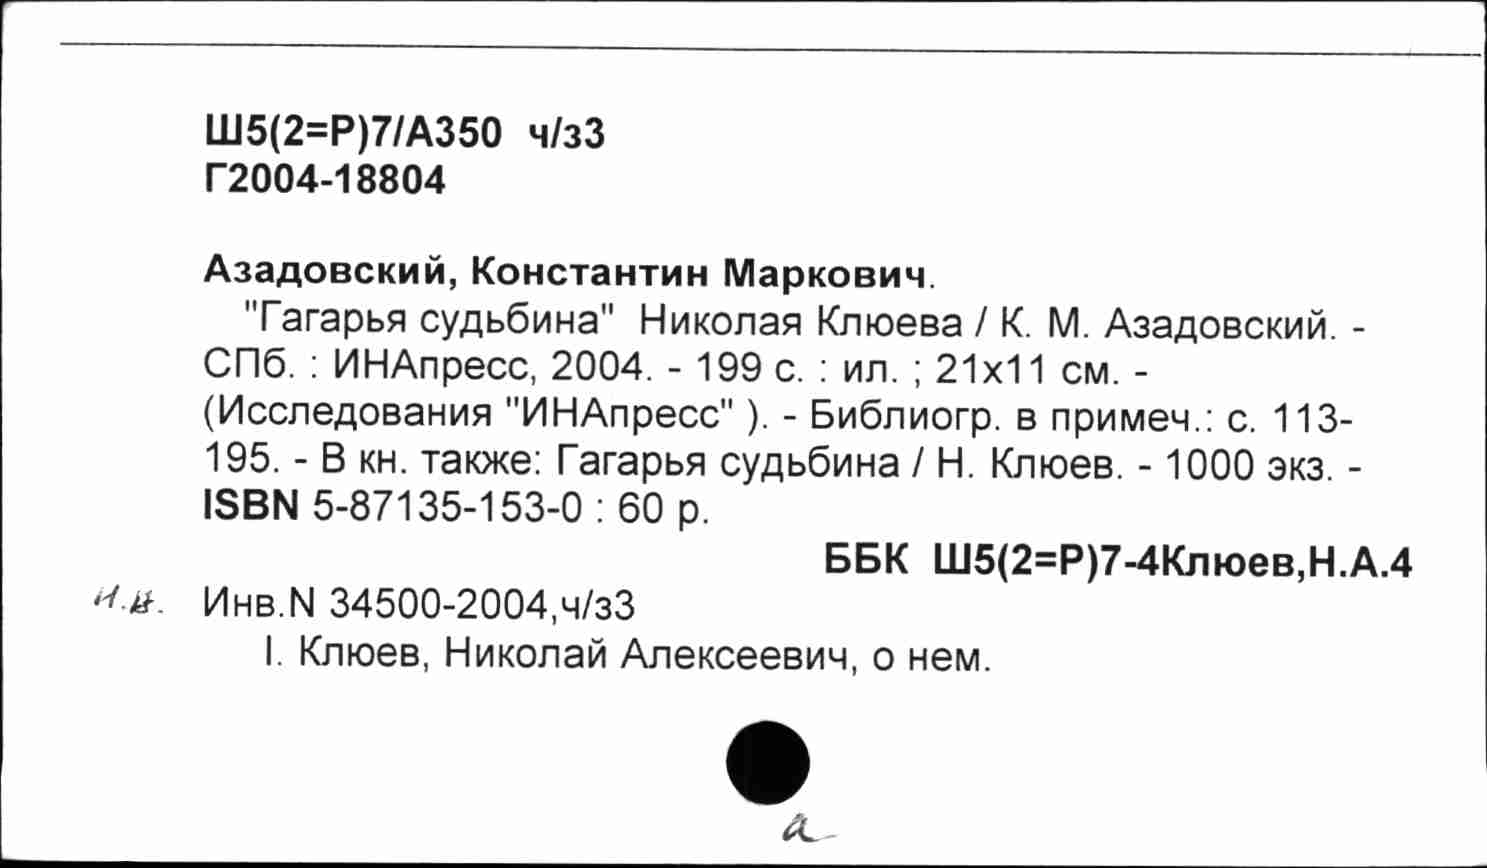 Ш5(2=Р)7/А350 ч/з3
Г2004-18804
Азадовский, Константин Маркович.
"Гагарья судьбина" Николая Клюева / К. М. Азадовский. -
СПб. : ИНАпресс, 2004. - 199 с. : ил. ; 21х11 см. -
(Исследования "ИНАпресс" ). - Библиогр. в примеч.: с. 113-
195. - В кн. также: Гагарья судьбина / Н. Клюев. - 1000 экз. -
ISBN 5-87135-153-0 : 60 р.
ББК Ш5(2=Р)7-4Клюев,Н.А.4
Инв.N 34500-2004,ч/з3
I. Клюев, Николай Алексеевич, о нем.
а